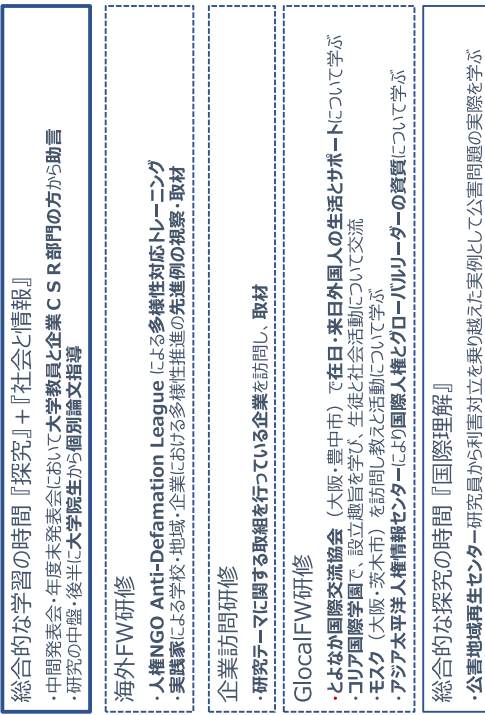 総合的な学習の時間『探究』+『社会と情報』
・中間発表会・年度末発表会において大学教員と企業CSR部門の方から助言
・研究の中盤・後半に大学院生から個別論文指導
海外FW研修
・人権NGO Anti-Defamation League による多様性対応トレーニング
・実践家による学校・地域・企業における多様性推進の先進例の視察・取材
企業訪問研修
・研究テーマに関する取組を行っている企業を訪問し、取材
GlocalFW研修
・とよなか国際交流協会（大阪・豊中市）で在日・来日外国人の生活とサポートについて学ぶ
・コリア国際学園で、設立趣旨を学び、生徒と社会活動について交流
・モスク（大阪・茨木市）を訪問し教えと活動について学ぶ
・アジア太平洋人権情報センターにより国際人権とグローバルリーダーの資質について学ぶ
総合的な探究の時間『国際理解』
・公害地域再生センター研究員から利害対立を乗り越えた実例として公害問題の実際を学ぶ